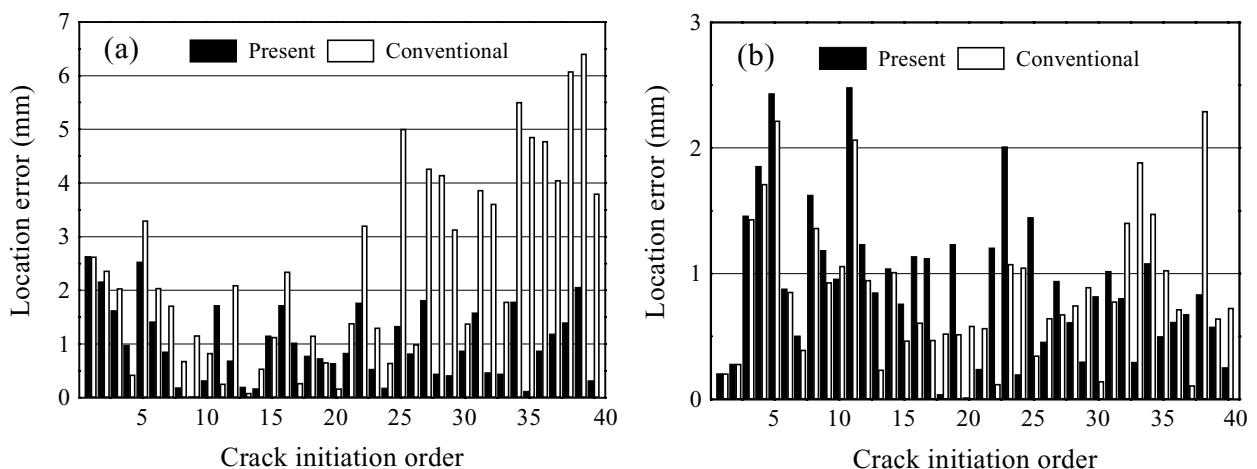 (a)
Present
Conventional
Location error (mm)
7
6
5
4
3
2
1
0
5
10
15
20
25
30
35
40
Crack initiation order
(b)
Present
Conventional
Location error (mm)
3
2
1
0
5
10
15
20
25
30
35
40
Crack initiation order